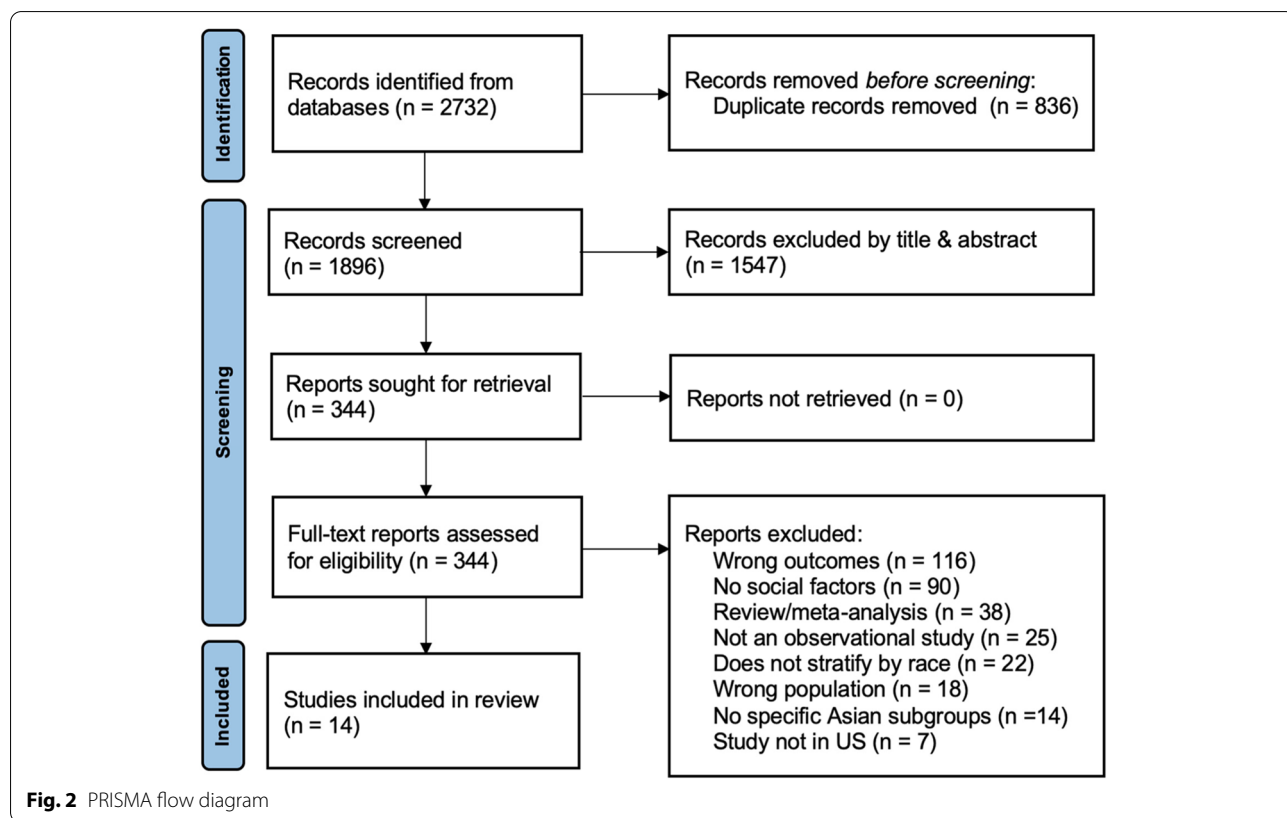 Identification
Records identified from
databases (n = 2732)
Records removed before screening:
Duplicate records removed (n = 836)
Screening
Records screened
(n = 1896)
Records excluded by title & abstract
(n = 1547)
Reports sought for retrieval
(n = 344)
Reports not retrieved (n = 0)
Full-text reports assessed
for eligibility (n = 344)
Reports excluded:
Wrong outcomes (n = 116)
No social factors (n = 90)
Review/meta-analysis (n = 38)
Not an observational study (n = 25)
Does not stratify by race (n = 22)
Wrong population (n = 18)
No specific Asian subgroups (n =14)
Study not in US (n = 7)
Included
Studies included in review
(n = 14)
Fig. 2 PRISMA flow diagram